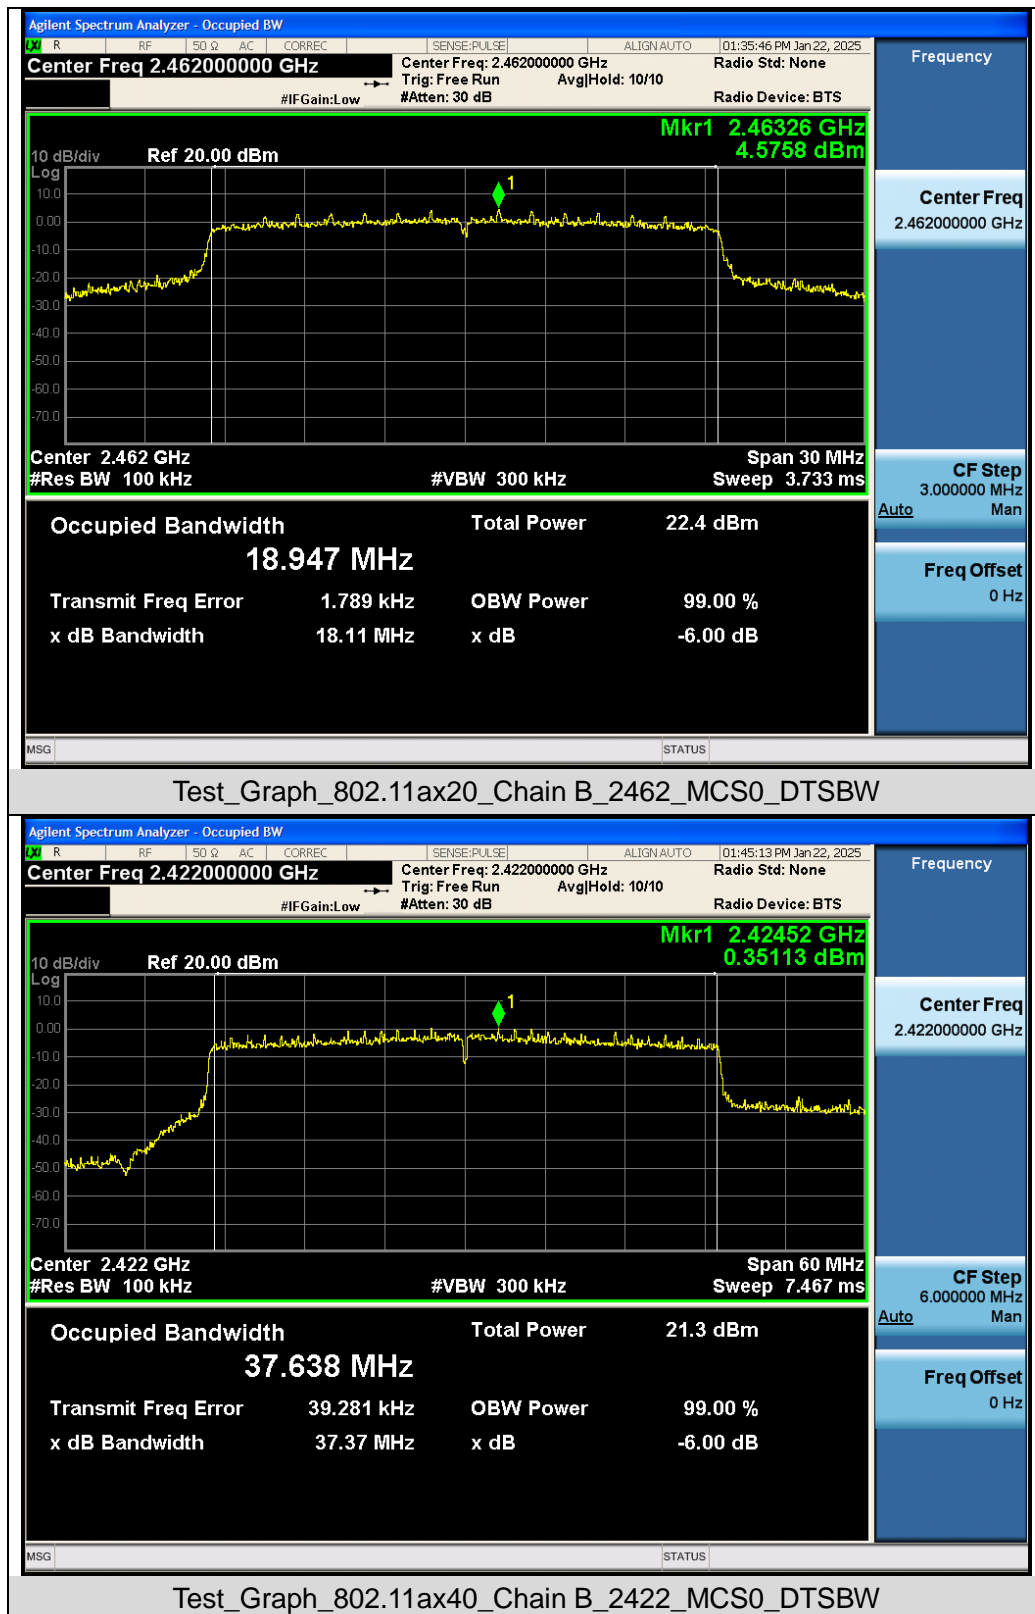 Agilent Spectrum Analyzer - Occupied BW
LXI R RF 50 Ω AC CORREC SENSE:PULSE ALIGN AUTO 01:35:46 PM Jan 22, 2025
Center Freq 2.462000000 GHz
Center Freq: 2.462000000 GHz
Radio Std: None
Trig: Free Run Avg|Hold: 10/10
#IFGain:Low #Atten: 30 dB Radio Device: BTS
Frequency
Mkr1 2.46326 GHz
4.5758 dBm
10 dB/div Ref 20.00 dBm
Log
10.0
0.00
-10.0
-20.0
-30.0
-40.0
-50.0
-60.0
-70.0
1
Center 2.462 GHz Span 30 MHz
#Res BW 100 kHz #VBW 300 kHz Sweep 3.733 ms
Center Freq
2.462000000 GHz
CF Step
3.000000 MHz
Auto Man
Freq Offset
0 Hz
Occupied Bandwidth Total Power 22.4 dBm
18.947 MHz
Transmit Freq Error 1.789 kHz OBW Power 99.00 %
x dB Bandwidth 18.11 MHz x dB -6.00 dB
MSG STATUS
Test_Graph_802.11ax20_Chain B_2462_MCS0_DTSBW
Agilent Spectrum Analyzer - Occupied BW
LXI R RF 50 Ω AC CORREC SENSE:PULSE ALIGN AUTO 01:45:13 PM Jan 22, 2025
Center Freq 2.422000000 GHz
Center Freq: 2.422000000 GHz
Radio Std: None
Trig: Free Run Avg|Hold: 10/10
#IFGain:Low #Atten: 30 dB Radio Device: BTS
Frequency
Mkr1 2.42452 GHz
0.35113 dBm
10 dB/div Ref 20.00 dBm
Log
10.0
0.00
-10.0
-20.0
-30.0
-40.0
-50.0
-60.0
-70.0
1
Center 2.422 GHz Span 60 MHz
#Res BW 100 kHz #VBW 300 kHz Sweep 7.467 ms
Center Freq
2.422000000 GHz
CF Step
6.000000 MHz
Auto Man
Freq Offset
0 Hz
Occupied Bandwidth Total Power 21.3 dBm
37.638 MHz
Transmit Freq Error 39.281 kHz OBW Power 99.00 %
x dB Bandwidth 37.37 MHz x dB -6.00 dB
MSG STATUS
Test_Graph_802.11ax40_Chain B_2422_MCS0_DTSBW